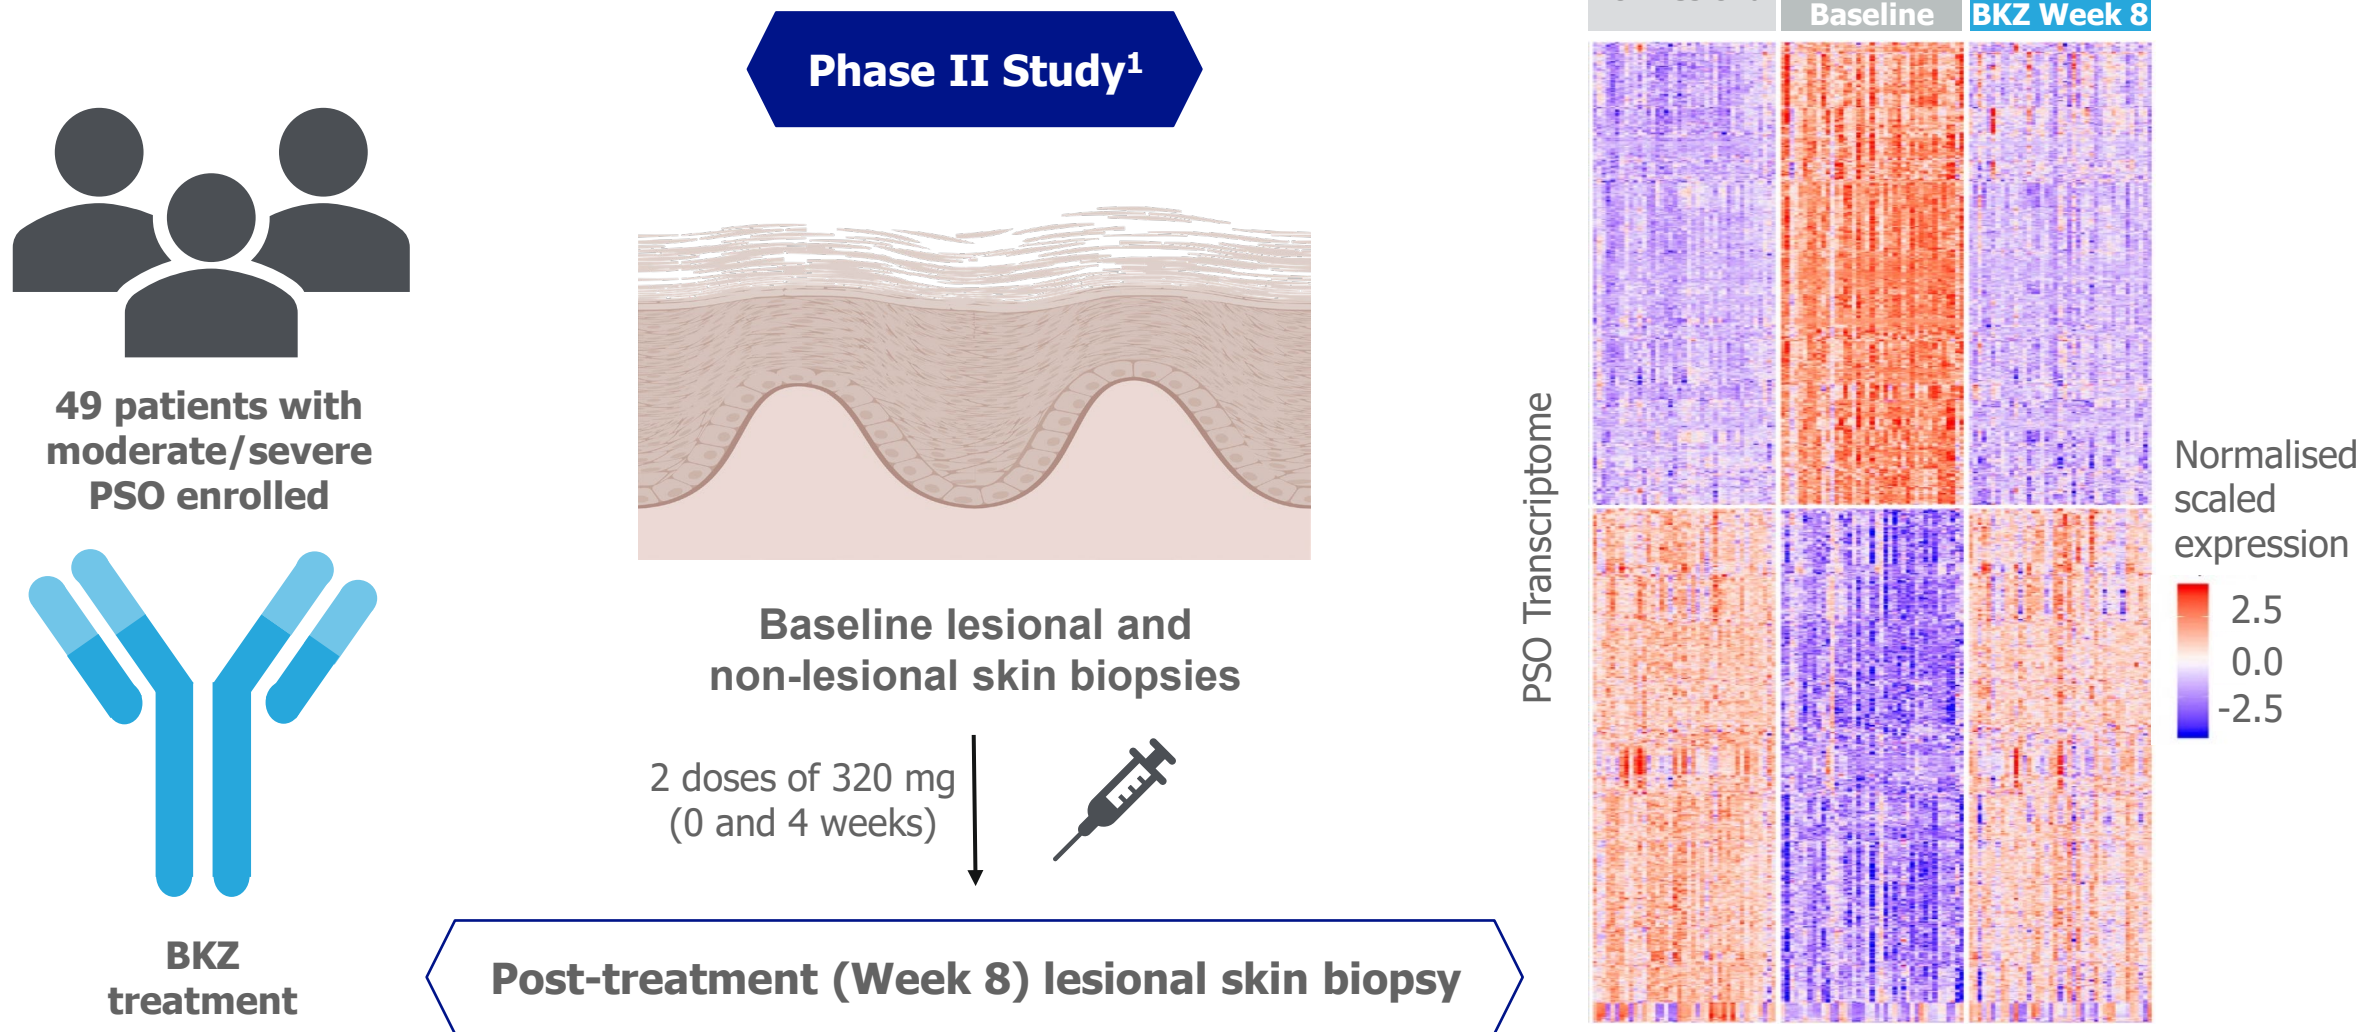 Phase II Study1
49 patients with
moderate/severe
PSO enrolled
BKZ
treatment
Baseline lesional and
non-lesional skin biopsies
2 doses of 320 mg
(0 and 4 weeks)
Post-treatment (Week 8) lesional skin biopsy
Baseline
BKZ Week 8
PSO Transcriptome
Normalised
scaled
expression
2.5
0.0
-2.5